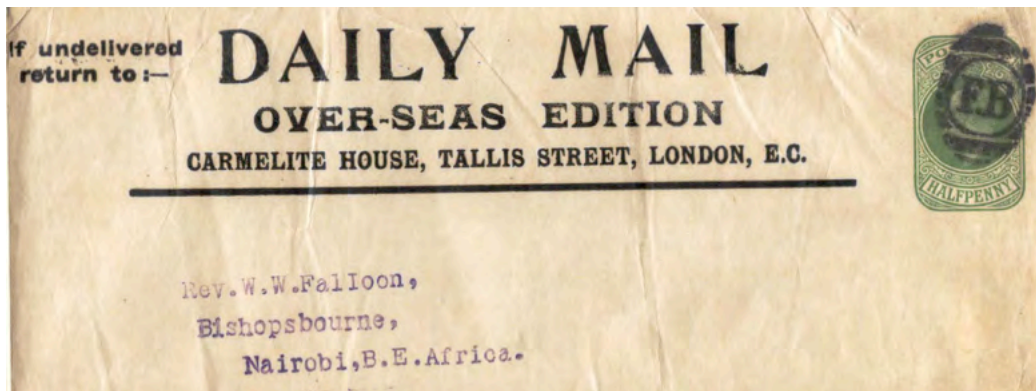 If undelivered
return to:—
DAILY MAIL
OVER-SEAS EDITION
CARMELITE HOUSE, TALLIS STREET, LONDON, E.C.
F.B
HALFPENNY
Rev.W.W.Falloon,
Bishopsbourne,
Nairobi,B.E.Africa.